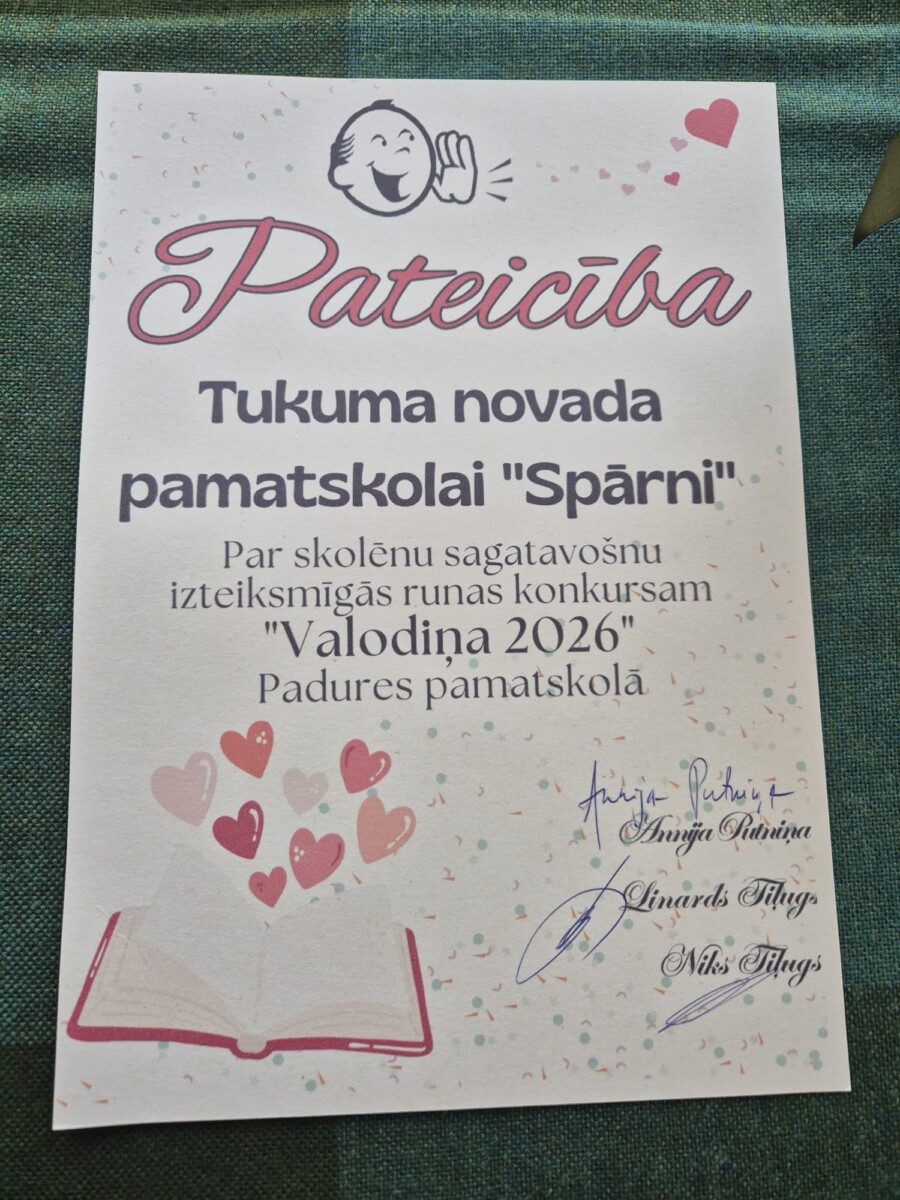 Pateicība
Tukuma novada
pamatskolai "Spārni"
Par skolēnu sagatavošnu
izteiksmīgās runas konkursam
"Valodiņa 2026"
Padures pamatskolā
Annija Putniņa
Annija Putniņa
Linards Tiļugs
Niks Tiļugs